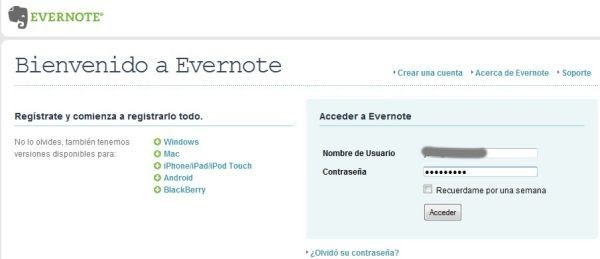 EVERNOTE®
Bienvenido a Evernote
Crear una cuenta Acerca de Evernote Soporte
Regístrate y comienza a registrarlo todo.
No lo olvides, también tenemos
versiones disponibles para:
Windows
Mac
iPhone/iPad/iPod Touch
Android
BlackBerry
Acceder a Evernote
Nombre de Usuario
Contraseña •••••••••
Recuerdame por una semana
Acceder
¿Olvidó su contraseña?